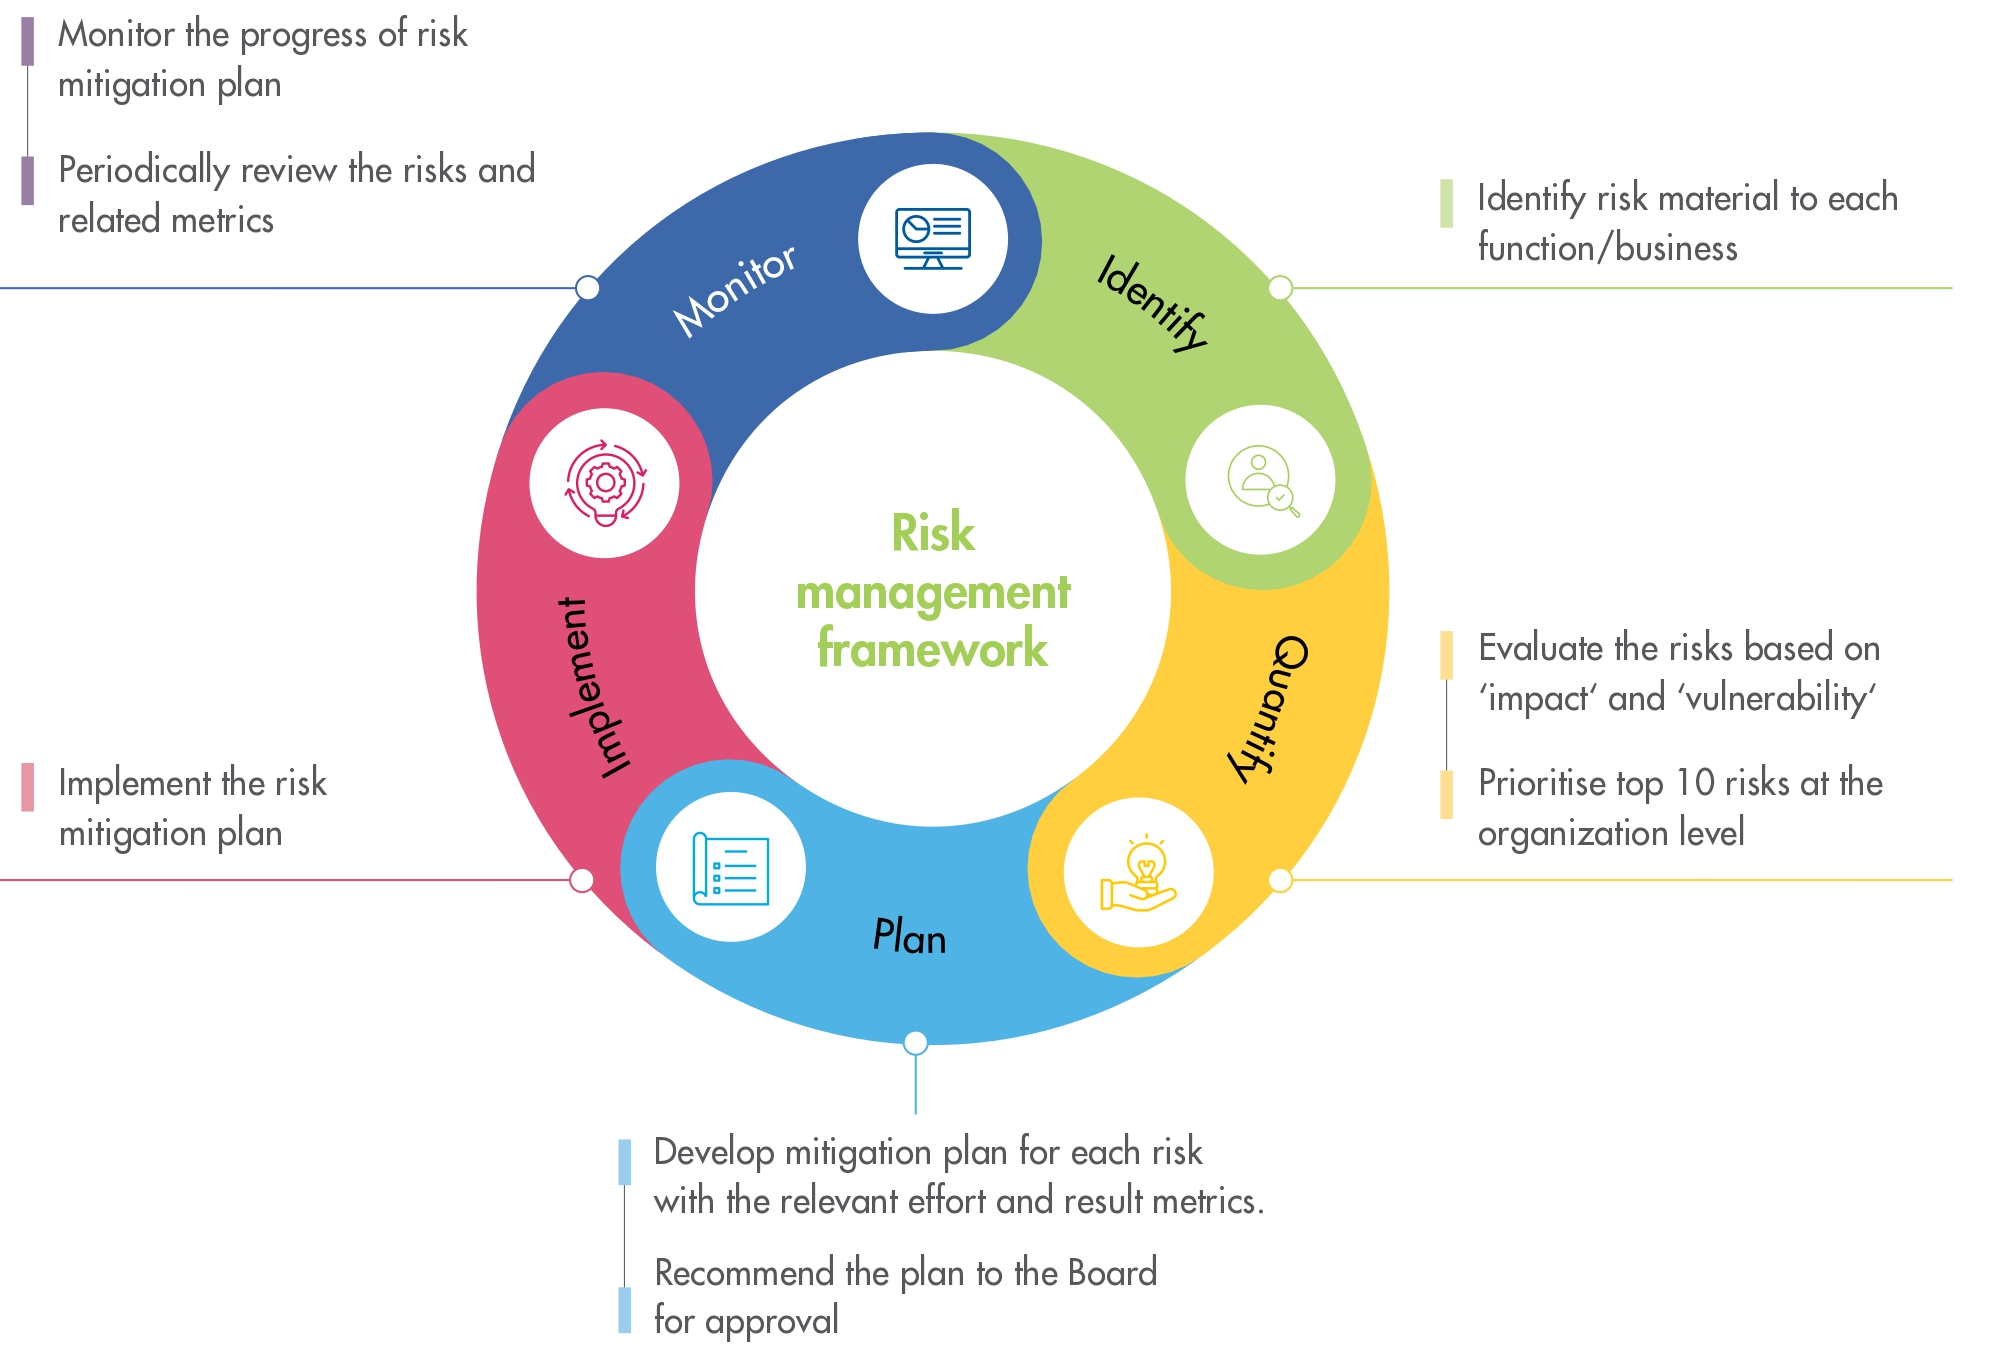 Monitor the progress of risk
mitigation plan
Periodically review the risks and
related metrics
Identify risk material to each
function/business
Monitor
Identify
Risk
management
framework
Implement
Quantify
Evaluate the risks based on
‘impact‘ and ‘vulnerability‘
Prioritise top 10 risks at the
organization level
Implement the risk
mitigation plan
Plan
Develop mitigation plan for each risk
with the relevant effort and result metrics.
Recommend the plan to the Board
for approval